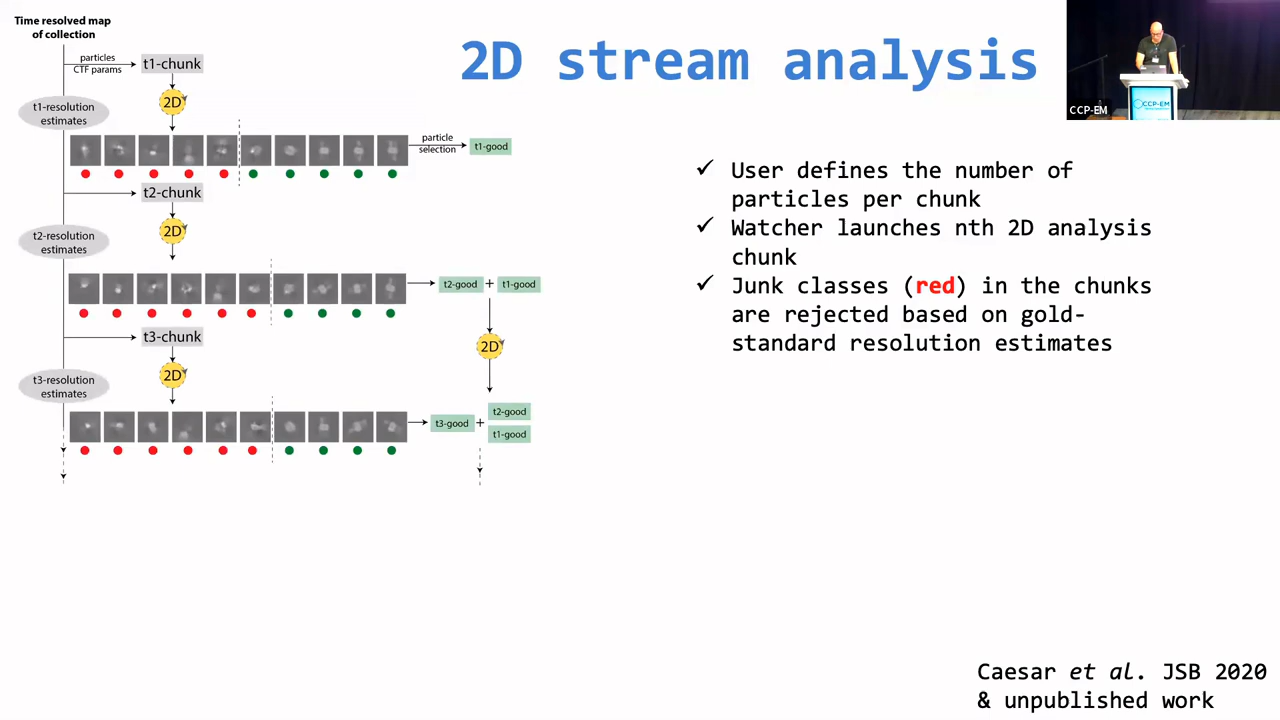 Time resolved map
of collection
2D stream analysis
particles
CTF params
t1-chunk
2D
t1-resolution
estimates
particle
selection
t1-good
t2-chunk
2D
t2-resolution
estimates
t2-good + t1-good
2D
t3-chunk
2D
t3-resolution
estimates
t3-good + t2-good
t1-good
✓ User defines the number of
particles per chunk
✓ Watcher launches nth 2D analysis
chunk
✓ Junk classes (red) in the chunks
are rejected based on gold-
standard resolution estimates
Caesar et al. JSB 2020
& unpublished work
CCP-EM
CCP-EM